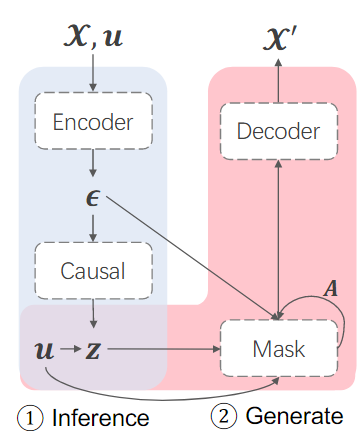 𝒳, u
𝒳′
Encoder
Decoder
ϵ
Causal
A
u
z
Mask
① Inference
② Generate